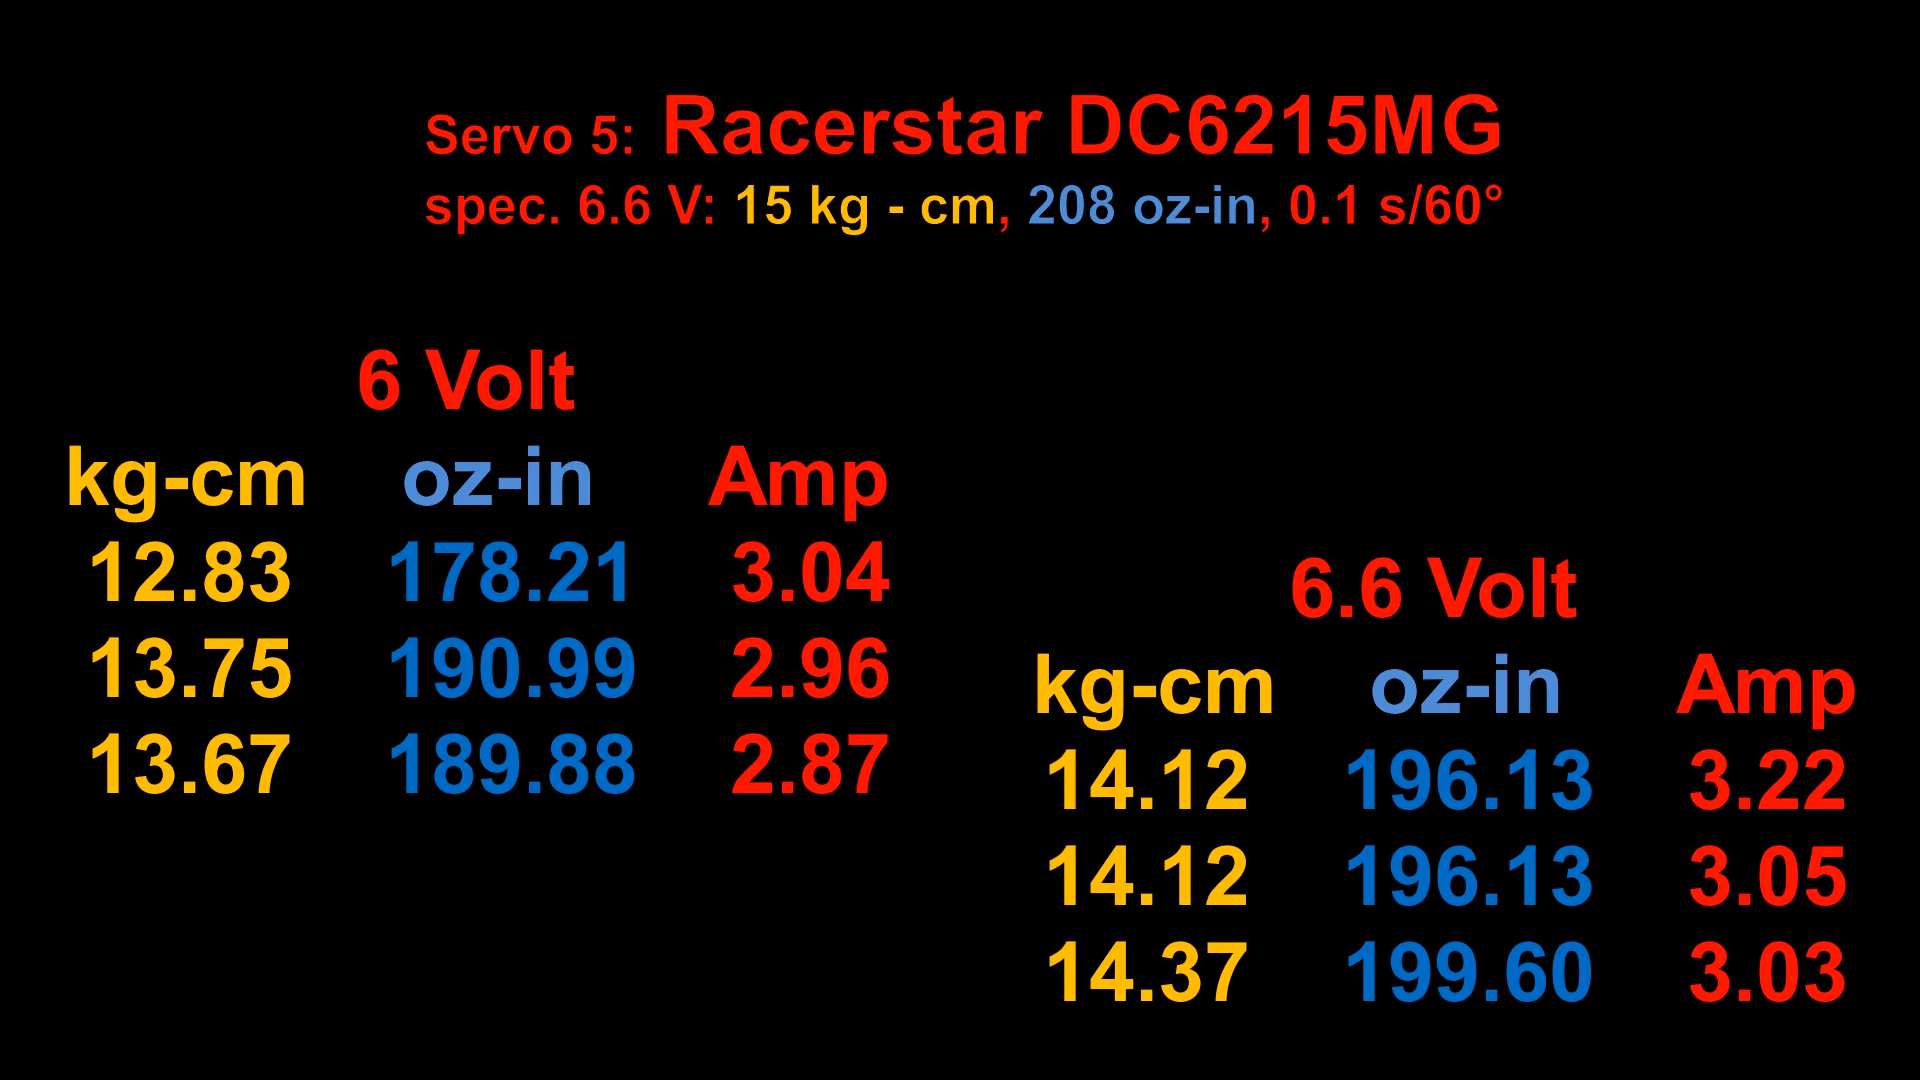 Servo 5: Racerstar DC6215MG
spec. 6.6 V: 15 kg - cm, 208 oz-in, 0.1 s/60°
6 Volt
kg-cm oz-in Amp
12.83 178.21 3.04
13.75 190.99 2.96
13.67 189.88 2.87
6.6 Volt
kg-cm oz-in Amp
14.12 196.13 3.22
14.12 196.13 3.05
14.37 199.60 3.03